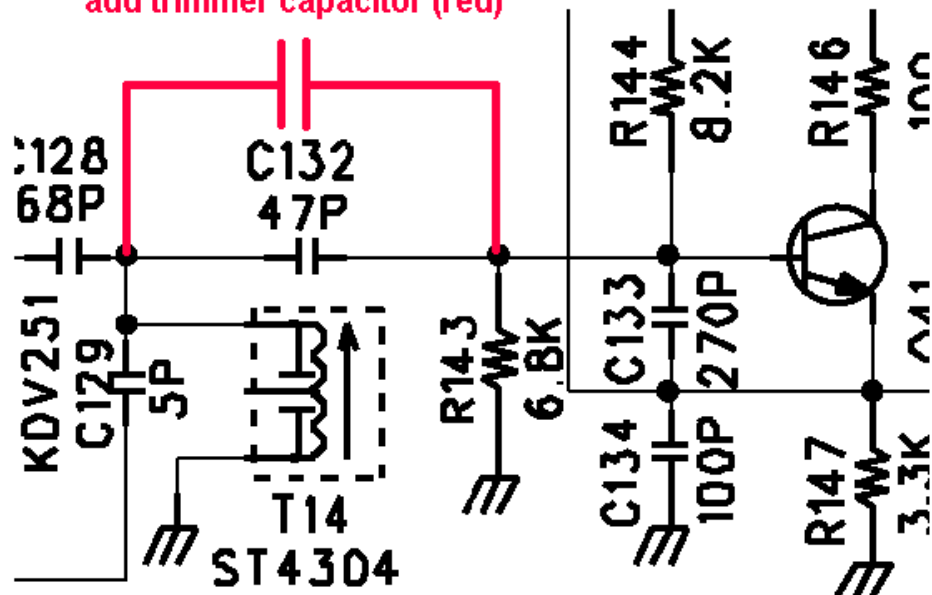 add trimmer capacitor (red)
C128
68P
C132
47P
R144
8.2K
R146
KDV251
C129
5P
R143
6.8K
C133
270P
T14
ST4304
C134
100P
R147
3.3K